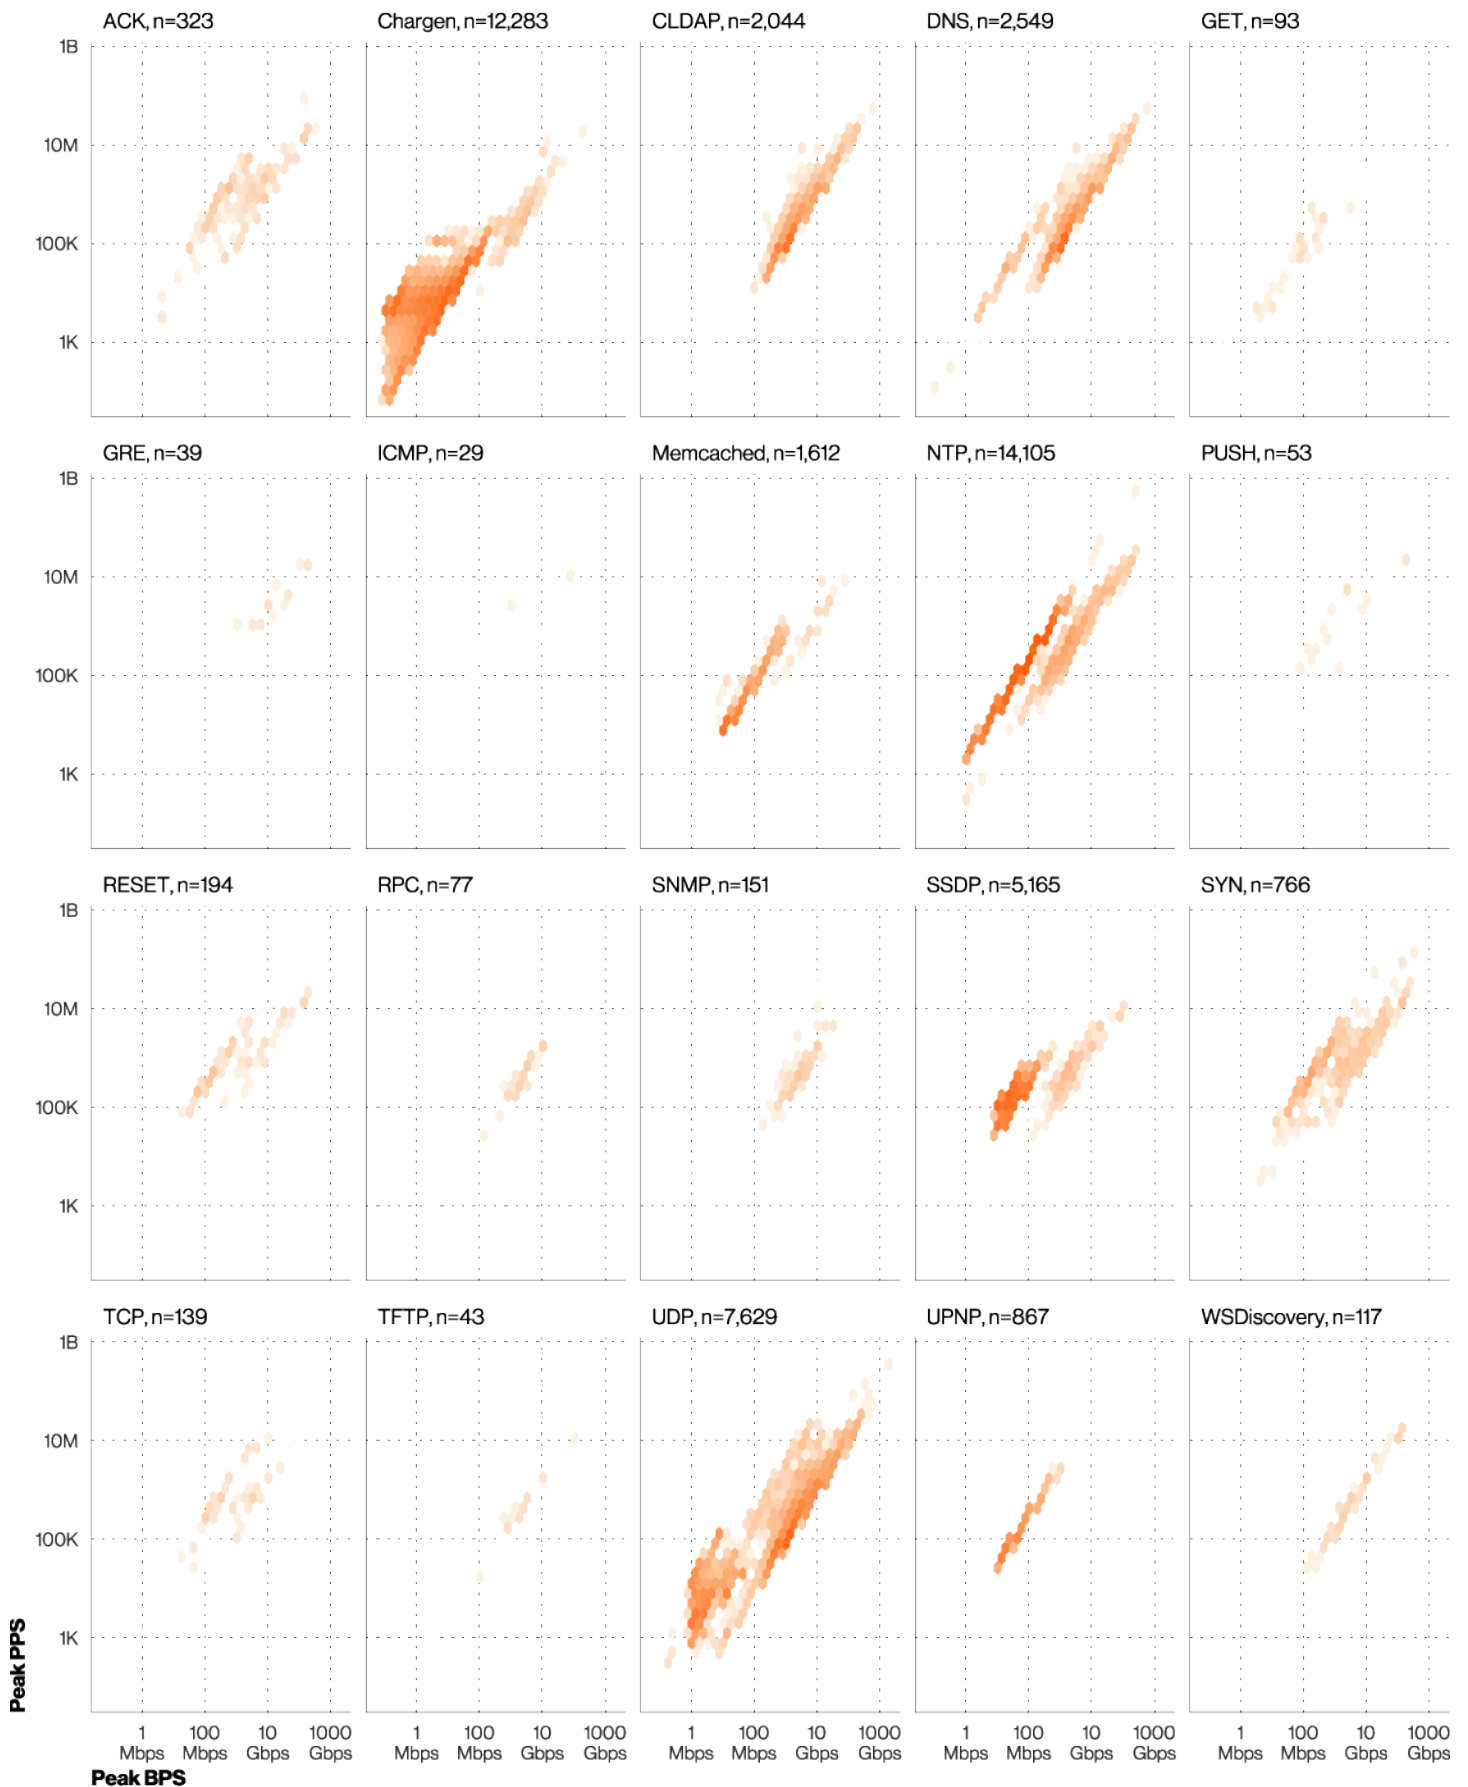 ACK, n=323
Chargen, n=12,283
CLDAP, n=2,044
DNS, n=2,549
GET, n=93
1B
10M
100K
1K
GRE, n=39
ICMP, n=29
Memcached, n=1,612
NTP, n=14,105
PUSH, n=53
1B
10M
100K
1K
RESET, n=194
RPC, n=77
SNMP, n=151
SSDP, n=5,165
SYN, n=766
1B
10M
100K
1K
TCP, n=139
TFTP, n=43
UDP, n=7,629
UPNP, n=867
WSDiscovery, n=117
1B
10M
100K
1K
Peak PPS
1 100 10 1000 1 100 10 1000 1 100 10 1000 1 100 10 1000 1 100 10 1000
Mbps Mbps Gbps Gbps Mbps Mbps Gbps Gbps Mbps Mbps Gbps Gbps Mbps Mbps Gbps Gbps Mbps Mbps Gbps Gbps
Peak BPS